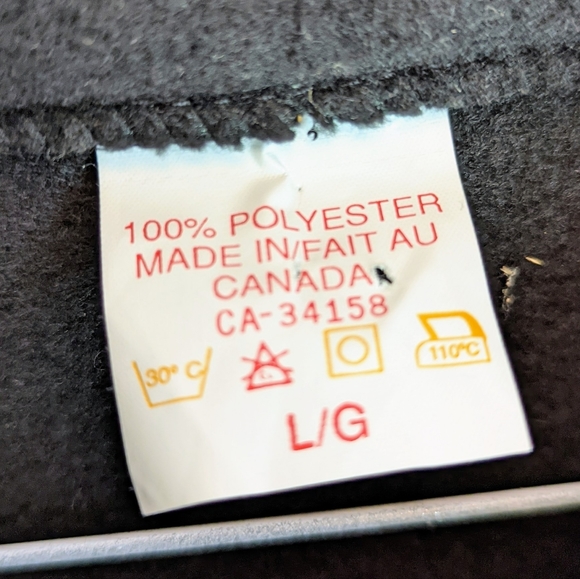 100% POLYESTER
MADE IN/FAIT AU
CANADA
CA-34158
30° C
110°C
L/G